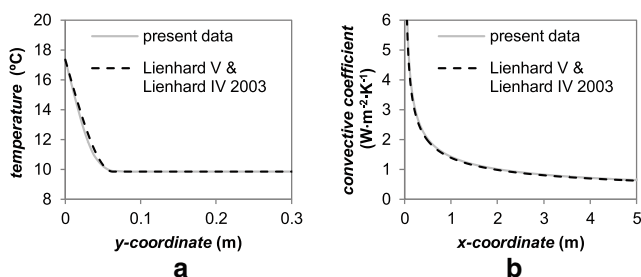 20
18
16
14
12
10
8
temperature (ºC)
present data
Lienhard V &
Lienhard IV 2003
0
0.1
0.2
0.3
y-coordinate (m)
a
6
5
4
3
2
1
0
convective coefficient
(W·m-2·K-1)
present data
Lienhard V &
Lienhard IV 2003
0
1
2
3
4
5
x-coordinate (m)
b